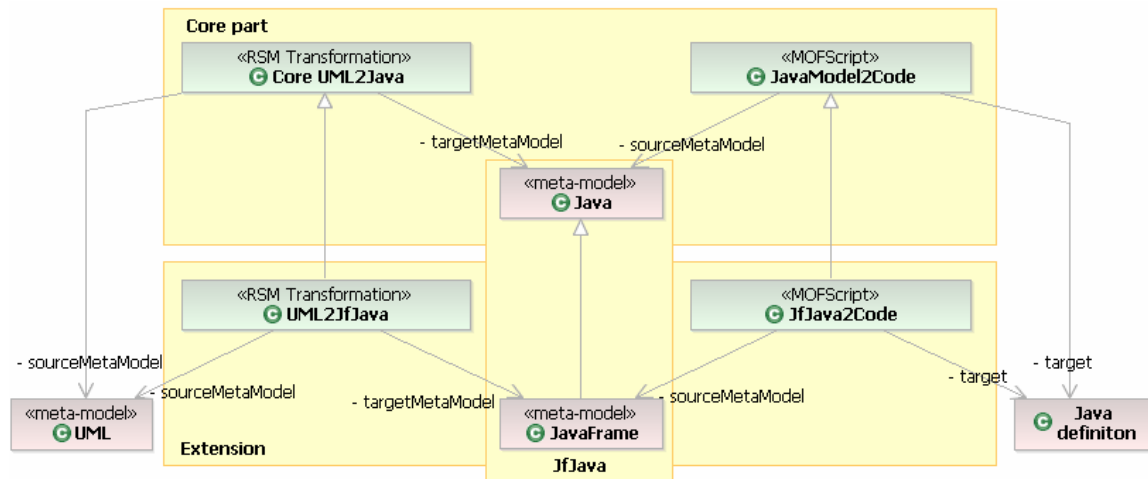 Core part
«RSM Transformation»
Core UML2Java
«MOFScript»
JavaModel2Code
- targetMetaModel
- sourceMetaModel
«meta-model»
Java
«RSM Transformation»
UML2JfJava
«MOFScript»
JfJava2Code
- sourceMetaModel
- target
- sourceMetaModel
- targetMetaModel
- sourceMetaModel
- target
«meta-model»
UML
«meta-model»
JavaFrame
Java
definiton
Extension
JfJava